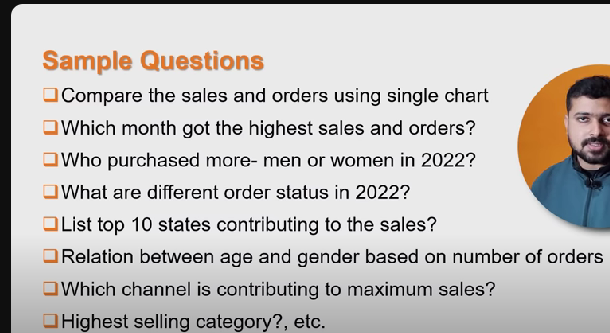 Sample Questions
Compare the sales and orders using single chart
Which month got the highest sales and orders?
Who purchased more- men or women in 2022?
What are different order status in 2022?
List top 10 states contributing to the sales?
Relation between age and gender based on number of orders
Which channel is contributing to maximum sales?
Highest selling category?, etc.